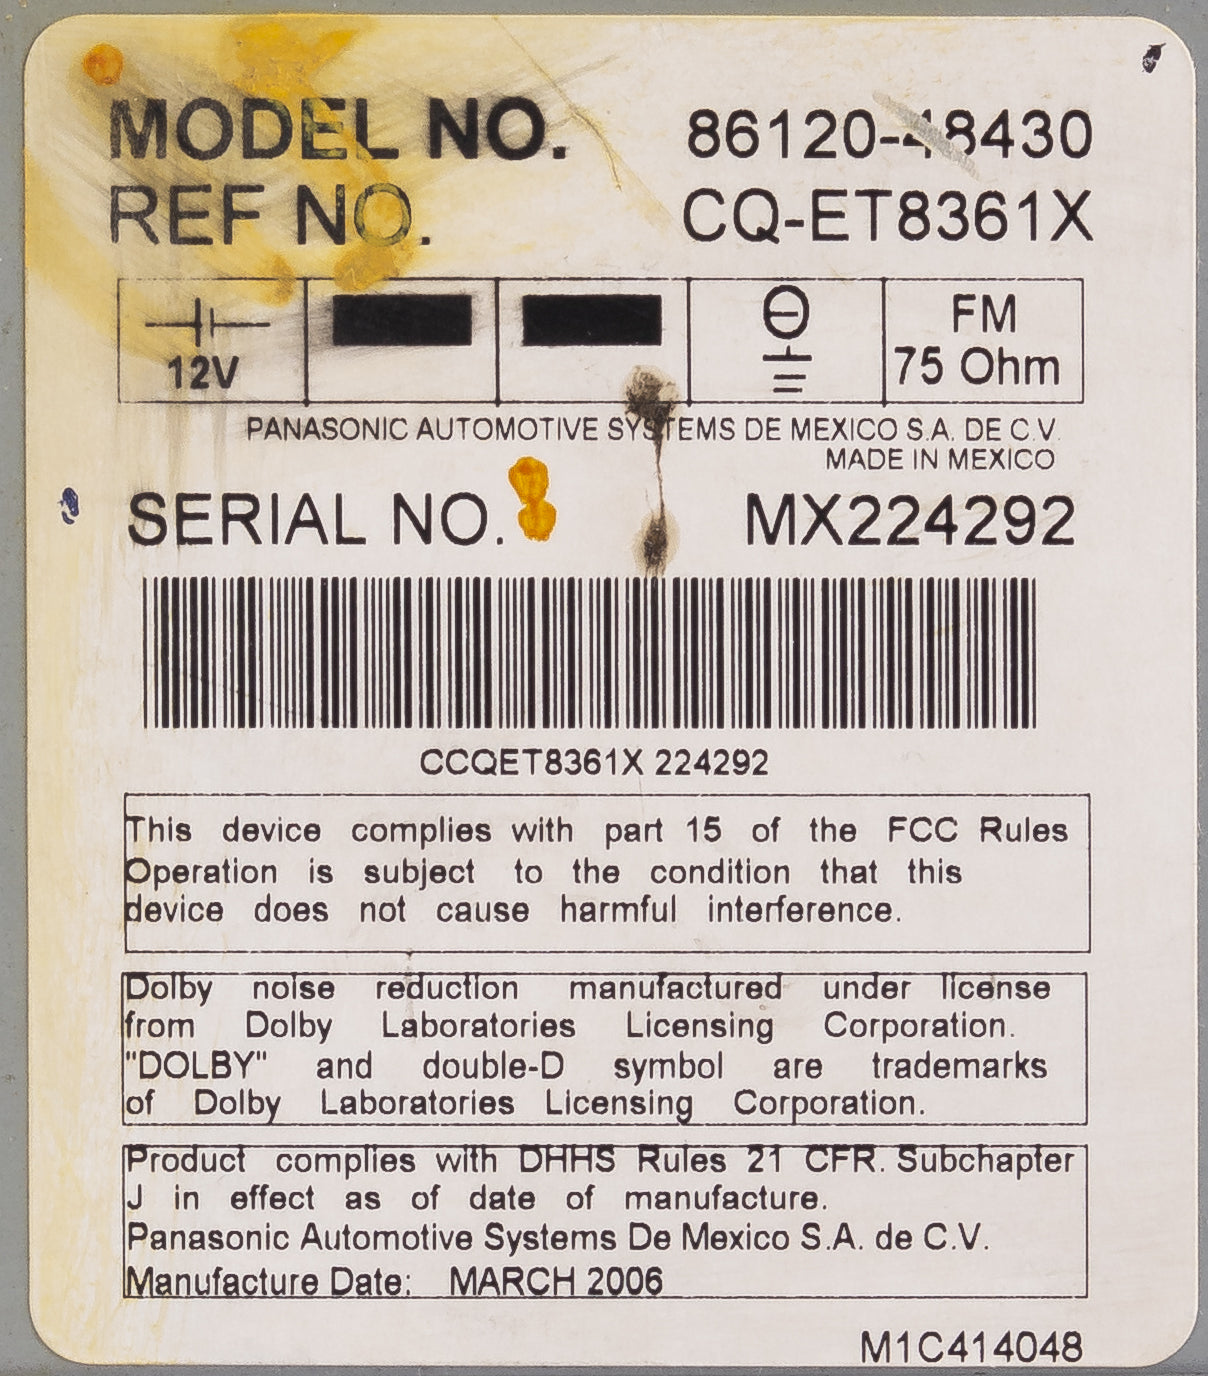 MODEL NO. 86120-48430
REF NO. CQ-ET8361X
12V
FM
75 Ohm
PANASONIC AUTOMOTIVE SYSTEMS DE MEXICO S.A. DE C.V.
MADE IN MEXICO
SERIAL NO. MX224292
CCQET8361X 224292
This device complies with part 15 of the FCC Rules
Operation is subject to the condition that this
device does not cause harmful interference.
Dolby noise reduction manufactured under license
from Dolby Laboratories Licensing Corporation.
"DOLBY" and double-D symbol are trademarks
of Dolby Laboratories Licensing Corporation.
Product complies with DHHS Rules 21 CFR. Subchapter
J in effect as of date of manufacture.
Panasonic Automotive Systems De Mexico S.A. de C.V.
Manufacture Date: MARCH 2006
M1C414048